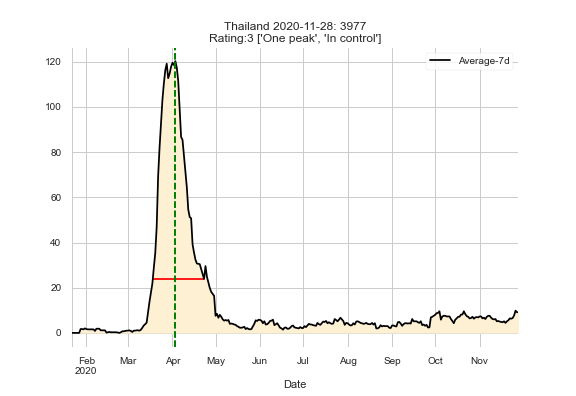 Thailand 2020-11-28: 3977
Rating:3 ['One peak', 'In control']
Average-7d
120
100
80
60
40
20
0
Feb Mar Apr May Jun Jul Aug Sep Oct Nov
2020
Date